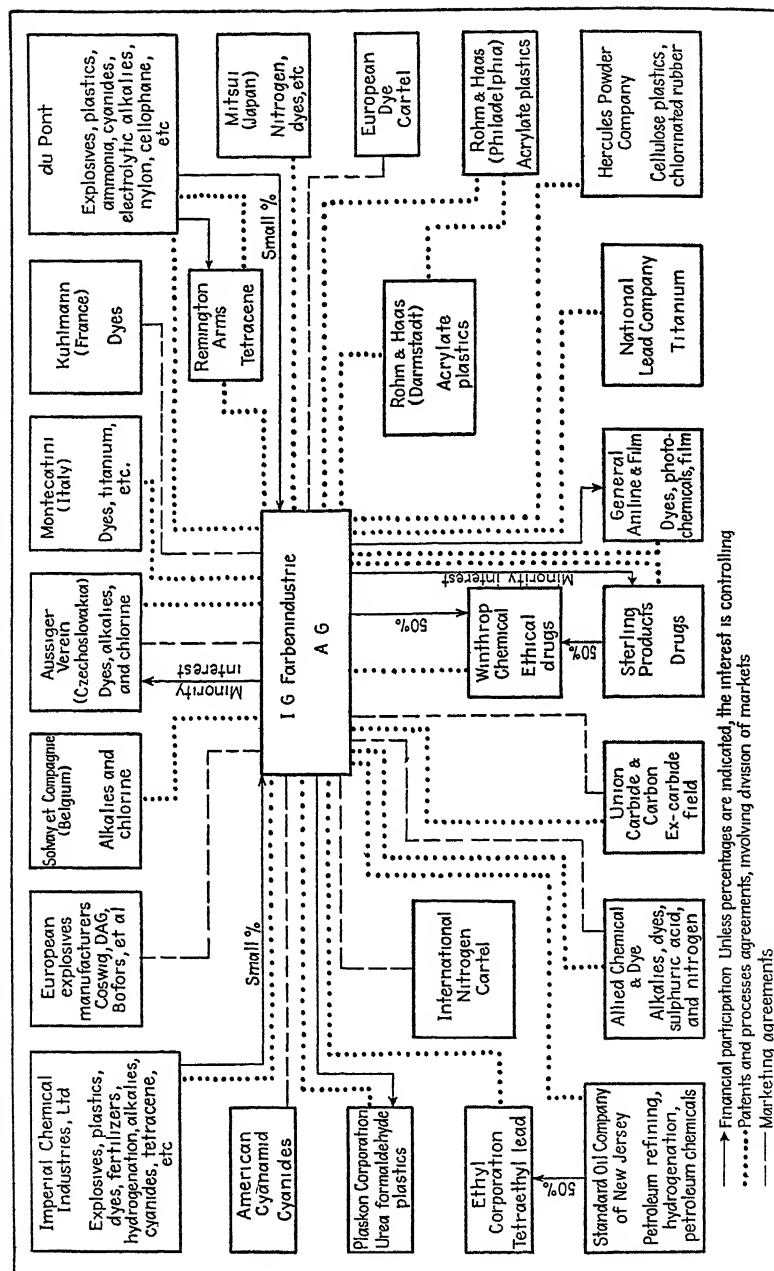 Imperial Chemical
Industries, Ltd
Explosives, plastics,
dyes, fertilizers,
hydrogenation, alkalies,
cyanides, tetracene,
etc
European
explosives
manufacturers
Coswig, DAG,
Bofors, et al
Solvay et Compagnie
(Belgium)
Alkalies and
chlorine
Aussiger
Verein
(Czechoslovakia)
Dyes, alkalies,
and chlorine
Montecatini
(Italy)
Dyes, titanium,
etc.
Kuhlmann
(France)
Dyes
du Pont
Explosives, plastics,
ammonia, cyanides,
electrolytic alkalies,
nylon, cellophane,
etc
Minority
interest
Remington
Arms
Tetracene
Small %
Small %
Mitsui
(Japan)
Nitrogen,
dyes, etc
American
Cyanamid
Cyanides
I G Farbenindustrie
A G
European
Dye
Cartel
Plaskon Corporation
Urea formaldehyde
plastics
International
Nitrogen
Cartel
50%
Winthrop
Chemical
Ethical
drugs
Minority interest
Rohm & Haas
(Darmstadt)
Acrylate
plastics
Rohm & Haas
(Philadelphia)
Acrylate plastics
Ethyl
Corporation
Tetraethyl lead
50%
50%
Standard Oil Company
of New Jersey
Petroleum refining,
hydrogenation,
petroleum chemicals
Allied Chemical
& Dye
Alkalies, dyes,
sulphuric acid,
and nitrogen
Union
Carbide &
Carbon
Ex-carbide
field
Sterling
Products
Drugs
General
Aniline & Film
Dyes, photo-
chemicals, film
National
Lead Company
Titanium
Hercules Powder
Company
Cellulose plastics,
chlorinated rubber
Financial participation Unless percentages are indicated, the interest is controlling
Patents and processes agreements, involving division of markets
Marketing agreements